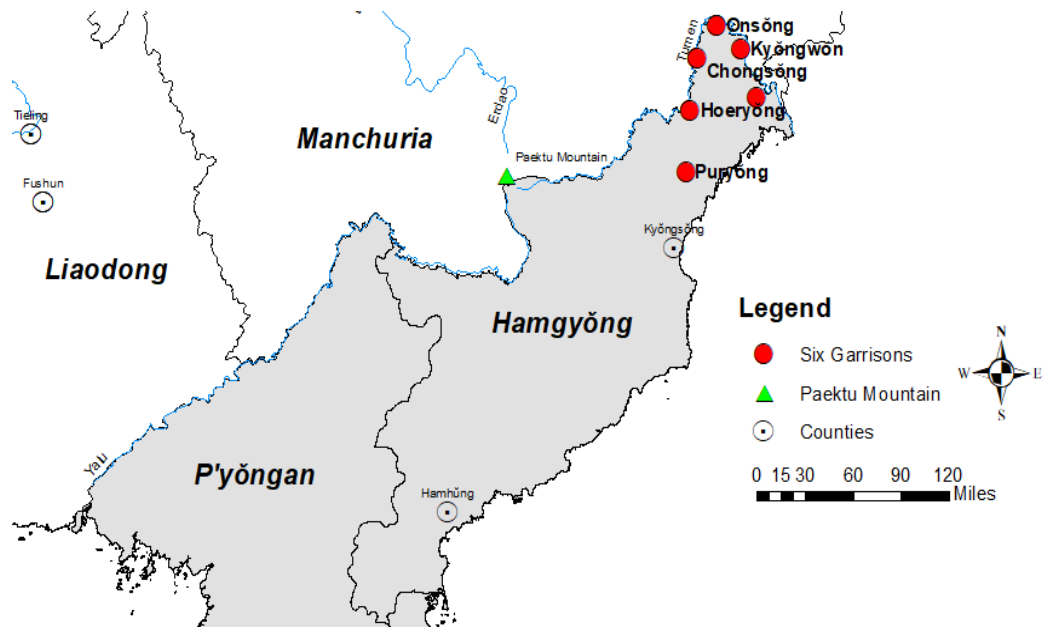 Onsŏng
Tumen
Kyŏngwŏn
Chongsŏng
Tieling
Erdao
Hoeryŏng
Manchuria
Paektu Mountain
Puryŏng
Fushun
Kyŏngsŏng
Liaodong
Hamgyŏng
Legend
Six Garrisons
N
W
E
S
Paektu Mountain
Counties
Yalu
P'yŏngan
0 15 30 60 90 120
Miles
Hamhŭng